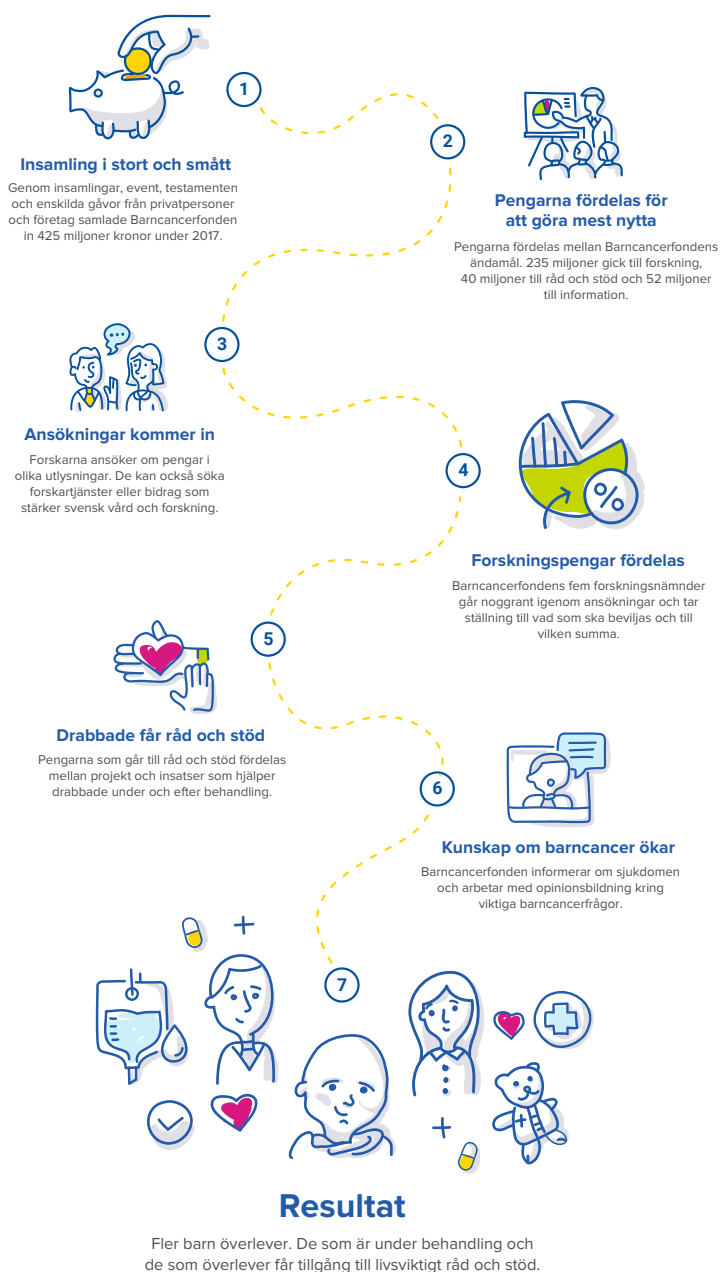 1
Insamling i stort och smått
Genom insamlingar, event, testamenten
och enskilda gåvor från privatpersoner
och företag samlade Barncancerfonden
in 425 miljoner kronor under 2017.
2
Pengarna fördelas för
att göra mest nytta
Pengarna fördelas mellan Barncancerfondens
ändamål. 235 miljoner gick till forskning,
40 miljoner till råd och stöd och 52 miljoner
till information.
3
Ansökningar kommer in
Forskarna ansöker om pengar i
olika utlysningar. De kan också söka
forskartjänster eller bidrag som
stärker svensk vård och forskning.
4
%
Forskningspengar fördelas
Barncancerfondens fem forskningsnämnder
går noggrant igenom ansökningar och tar
ställning till vad som ska beviljas och till
vilken summa.
5
Drabbade får råd och stöd
Pengarna som går till råd och stöd fördelas
mellan projekt och insatser som hjälper
drabbade under och efter behandling.
6
Kunskap om barncancer ökar
Barncancerfonden informerar om sjukdomen
och arbetar med opinionsbildning kring
viktiga barncancerfrågor.
7
Resultat
Fler barn överlever. De som är under behandling och
de som överlever får tillgång till livsviktigt råd och stöd.